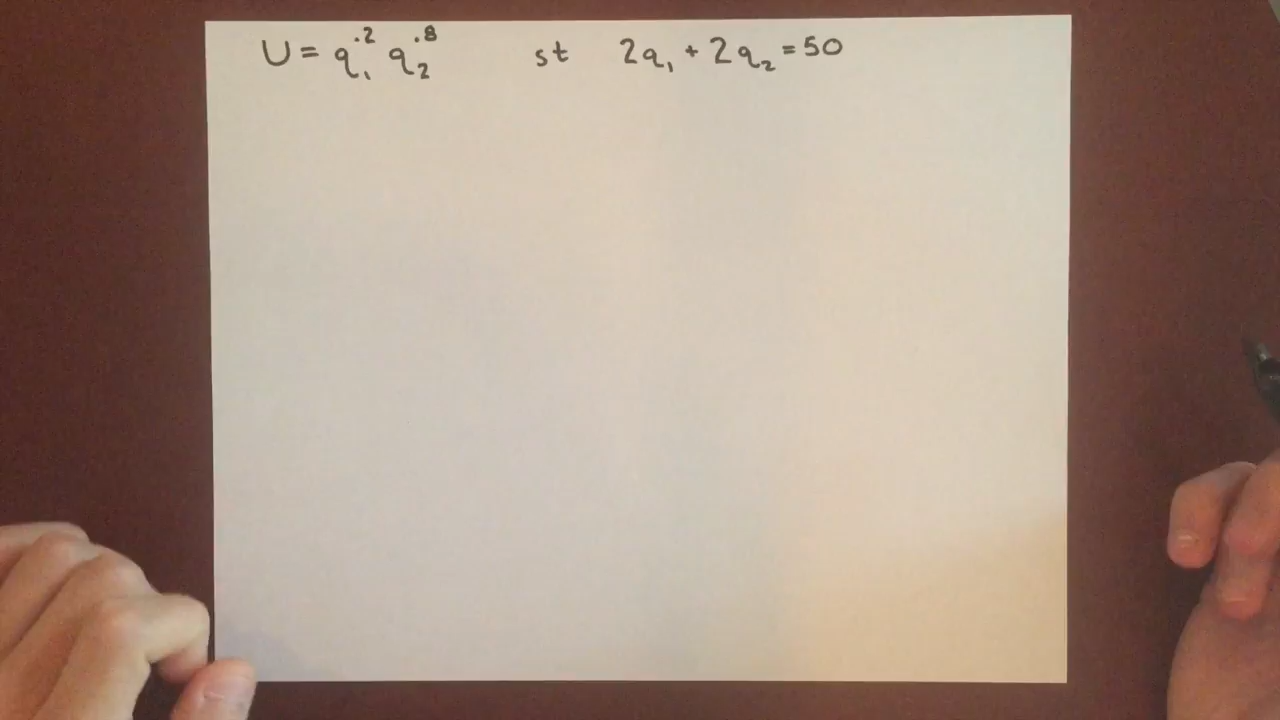 U = q₁^.2 q₂^.8 st 2q₁ + 2q₂ = 50